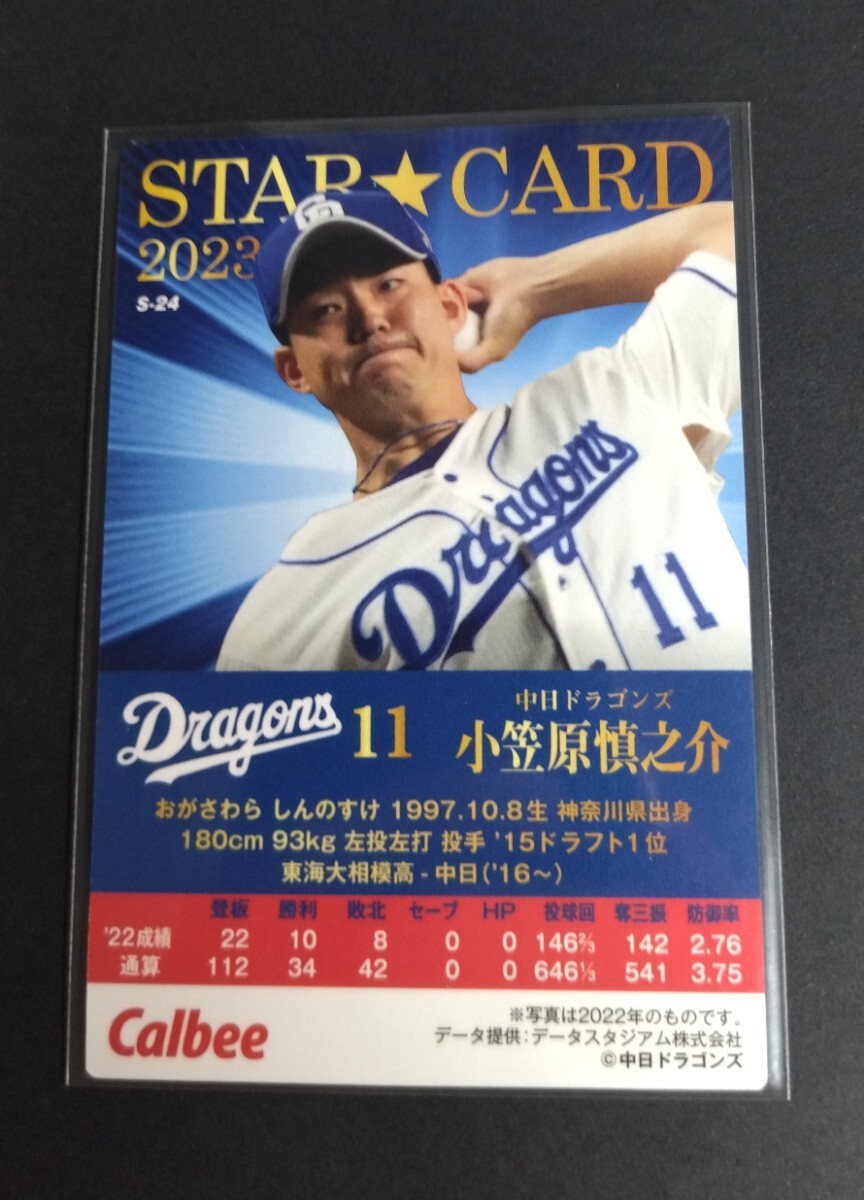 STAR★CARD
2023
S-24
Dragons
11
Dragons 11
中日ドラゴンズ
小笠原慎之介
おがさわら しんのすけ 1997.10.8生 神奈川県出身
180cm 93kg 左投左打 投手 '15ドラフト1位
東海大相模高 - 中日('16～)
登板 勝利 敗北 セーブ HP 投球回 奪三振 防御率
'22成績 22 10 8 0 0 146⅔ 142 2.76
通算 112 34 42 0 0 646⅓ 541 3.75
Calbee
※写真は2022年のものです。
データ提供:データスタジアム株式会社
©中日ドラゴンズ